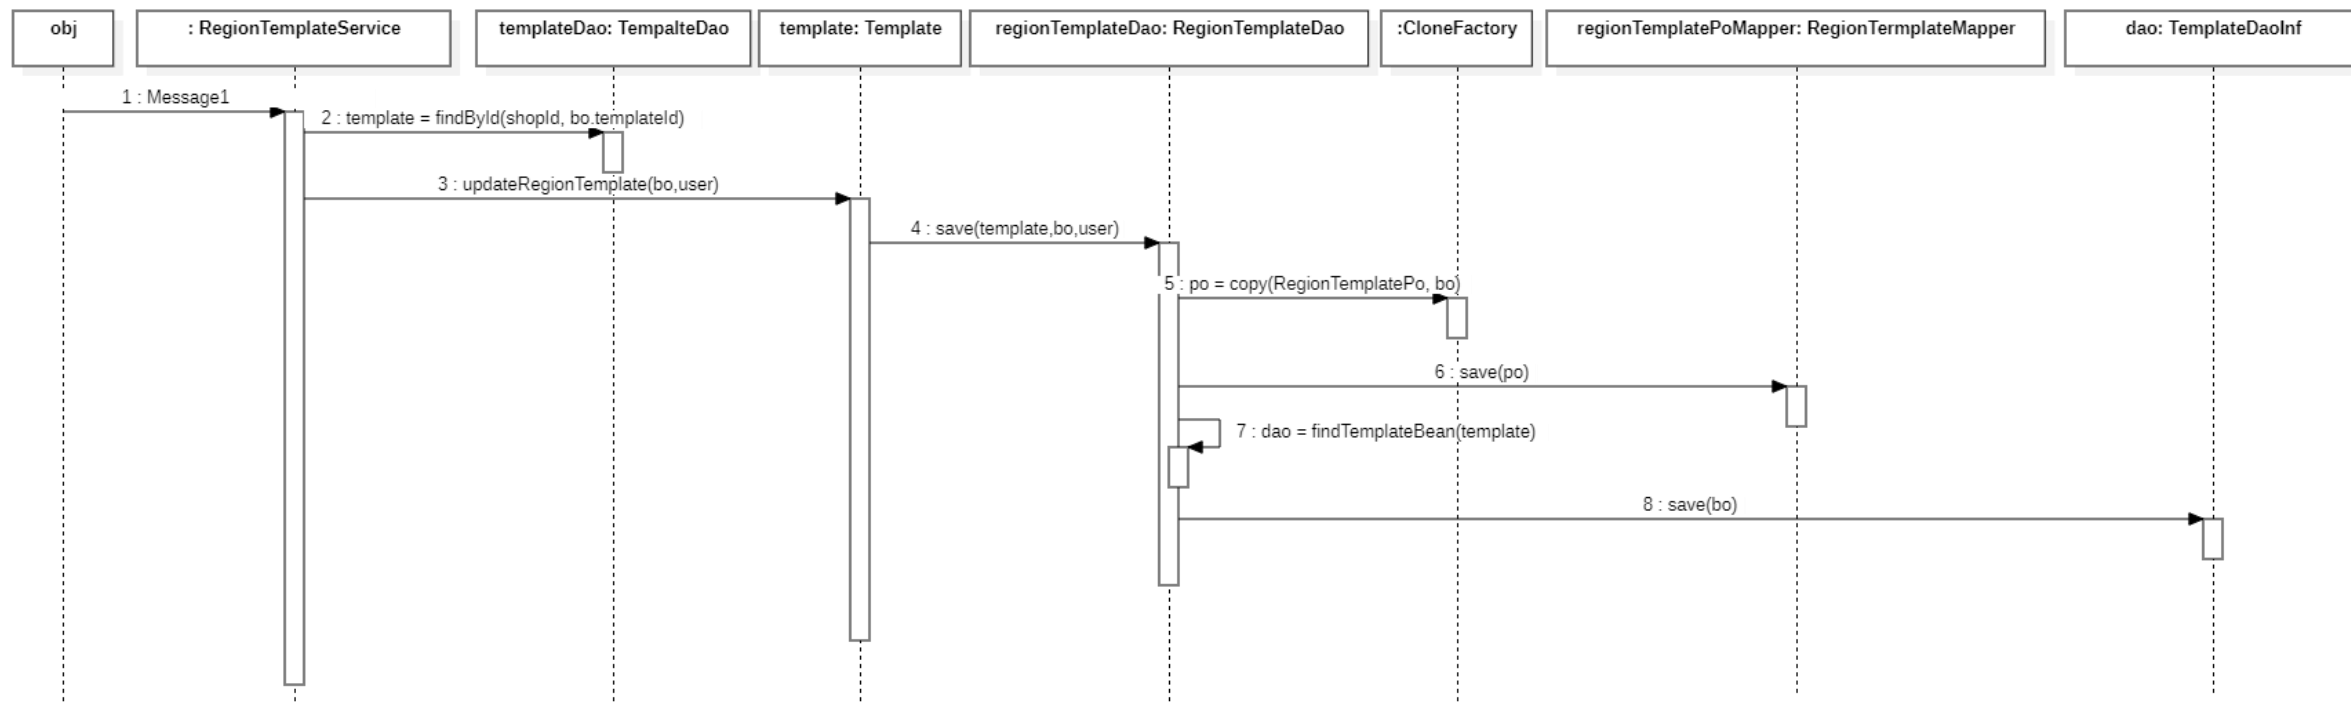 obj
: RegionTemplateService
templateDao: TempalteDao
template: Template
regionTemplateDao: RegionTemplateDao
:CloneFactory
regionTemplatePoMapper: RegionTermplateMapper
dao: TemplateDaoInf
1 : Message1
2 : template = findById(shopId, bo.templateId)
3 : updateRegionTemplate(bo,user)
4 : save(template,bo,user)
5 : po = copy(RegionTemplatePo, bo)
6 : save(po)
7 : dao = findTemplateBean(template)
8 : save(bo)